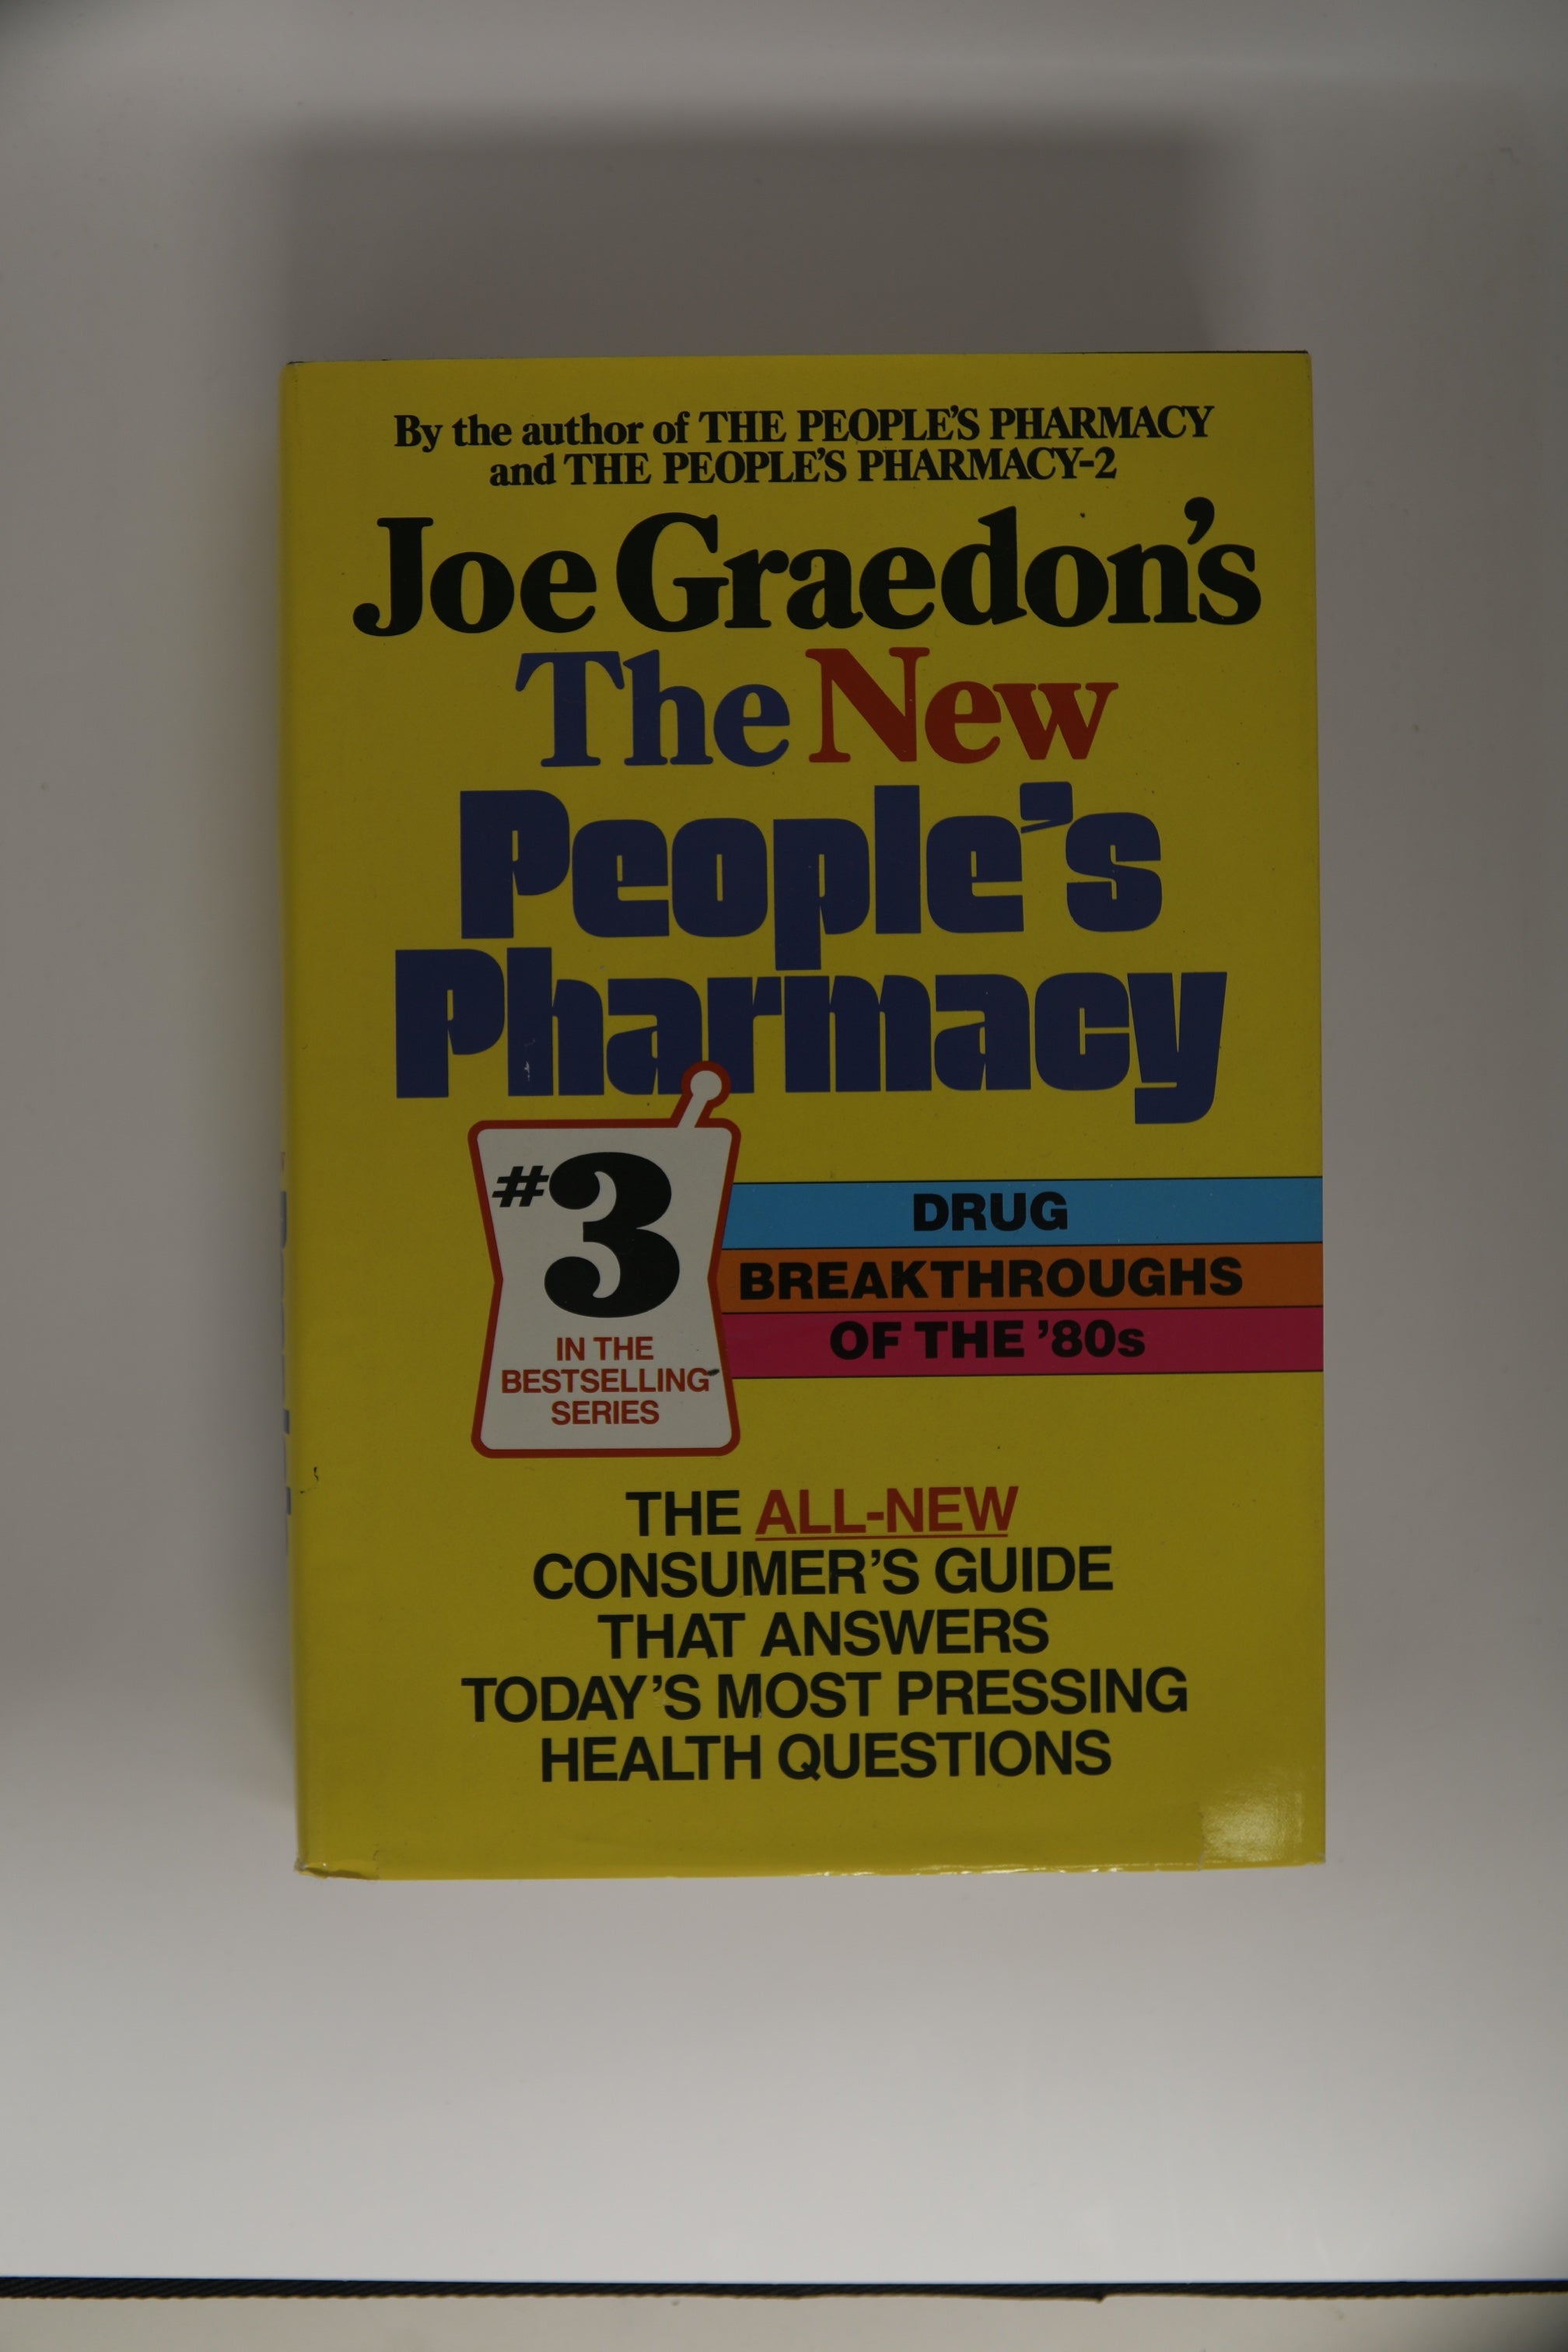 By the author of THE PEOPLE'S PHARMACY
and THE PEOPLE'S PHARMACY-2
Joe Graedon's
The New
People's
Pharmacy
#3
IN THE
BESTSELLING
SERIES
DRUG
BREAKTHROUGHS
OF THE '80s
THE ALL-NEW
CONSUMER'S GUIDE
THAT ANSWERS
TODAY'S MOST PRESSING
HEALTH QUESTIONS